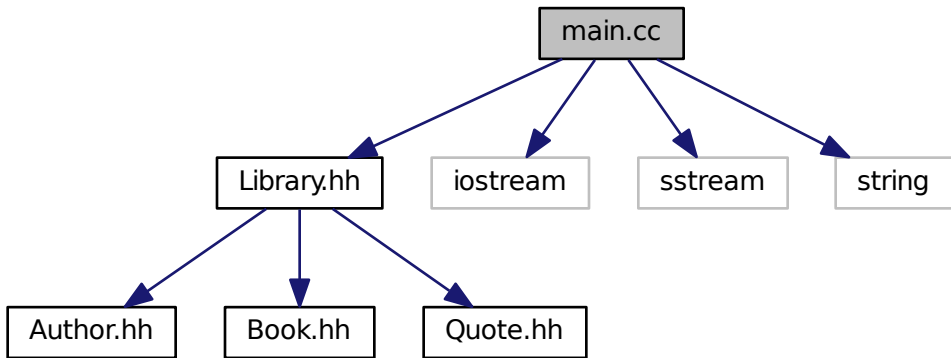 main.cc
Library.hh
iostream
sstream
string
Author.hh
Book.hh
Quote.hh